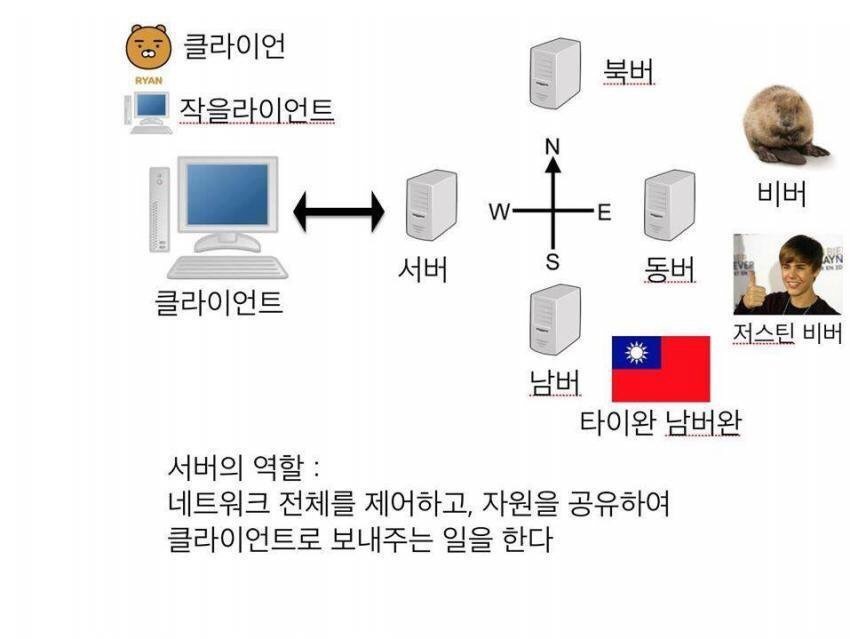 클라이언
RYAN
작을라이언트
클라이언트
서버
북버
N
W
E
S
동버
남버
비버
저스틴 비버
타이완 남버완
서버의 역할 :
네트워크 전체를 제어하고, 자원을 공유하여
클라이언트로 보내주는 일을 한다